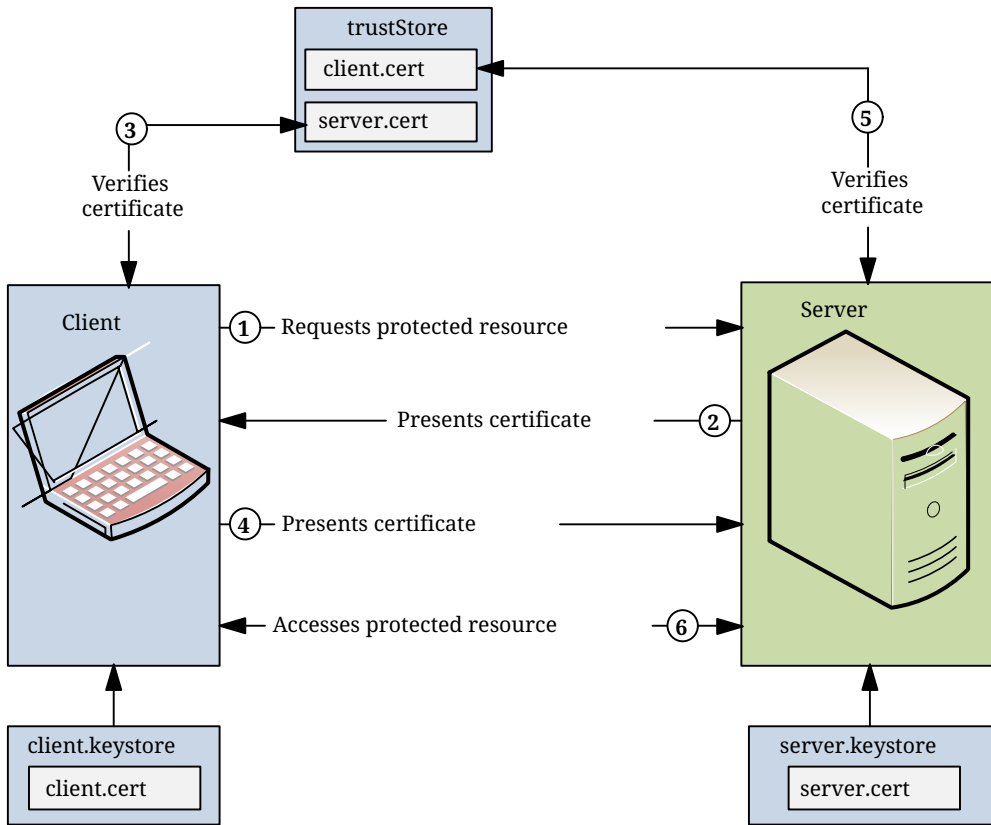 trustStore
client.cert
server.cert
3
5
Verifies
certificate
Verifies
certificate
Client
Server
1 Requests protected resource
Presents certificate 2
4 Presents certificate
Accesses protected resource 6
client.keystore
client.cert
server.keystore
server.cert